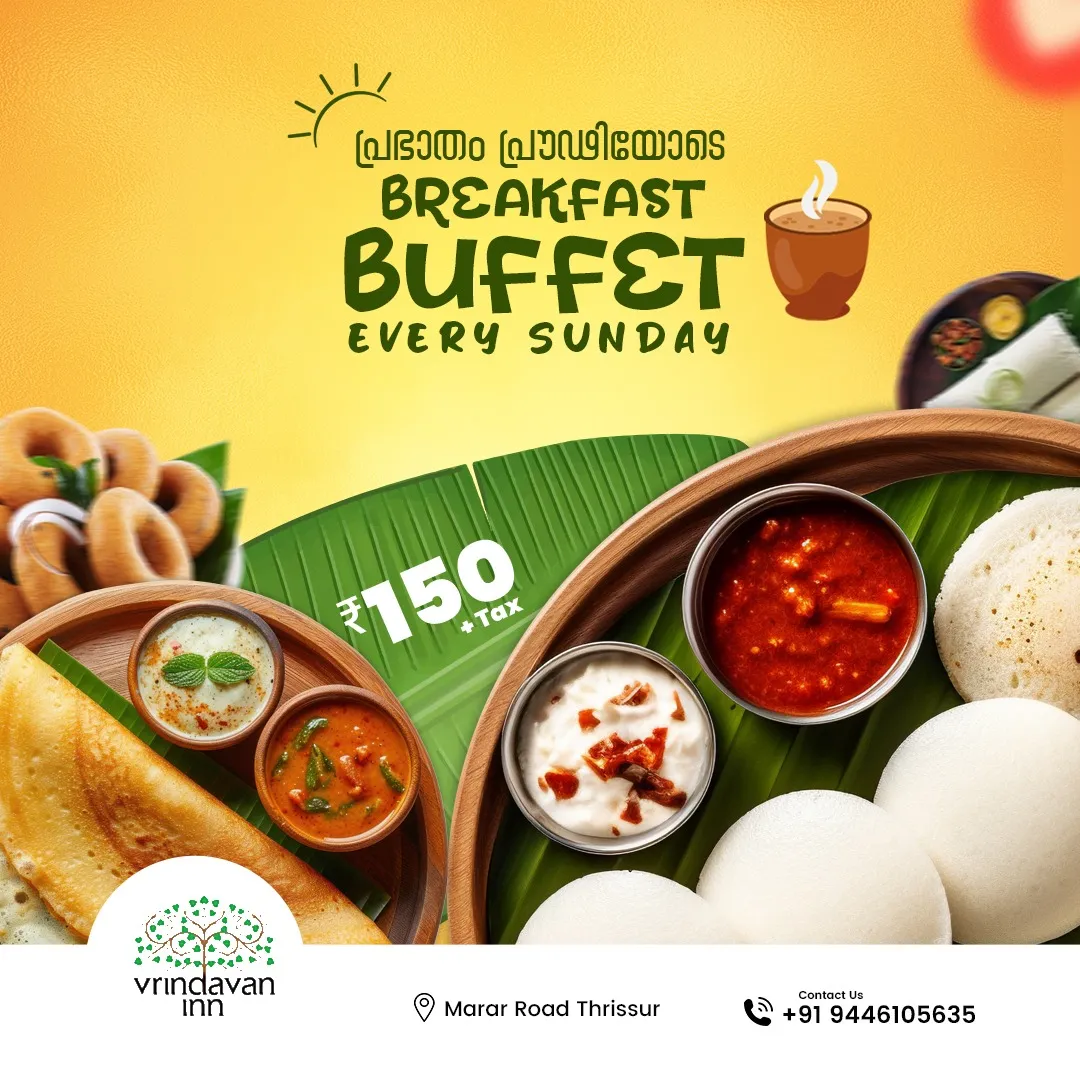 പ്രഭാതം പ്രൗഢിയോടെ
BREAKFAST
BUFFET
EVERY SUNDAY
₹150
+ Tax
vrindavan
inn
Marar Road Thrissur
Contact Us
+91 9446105635